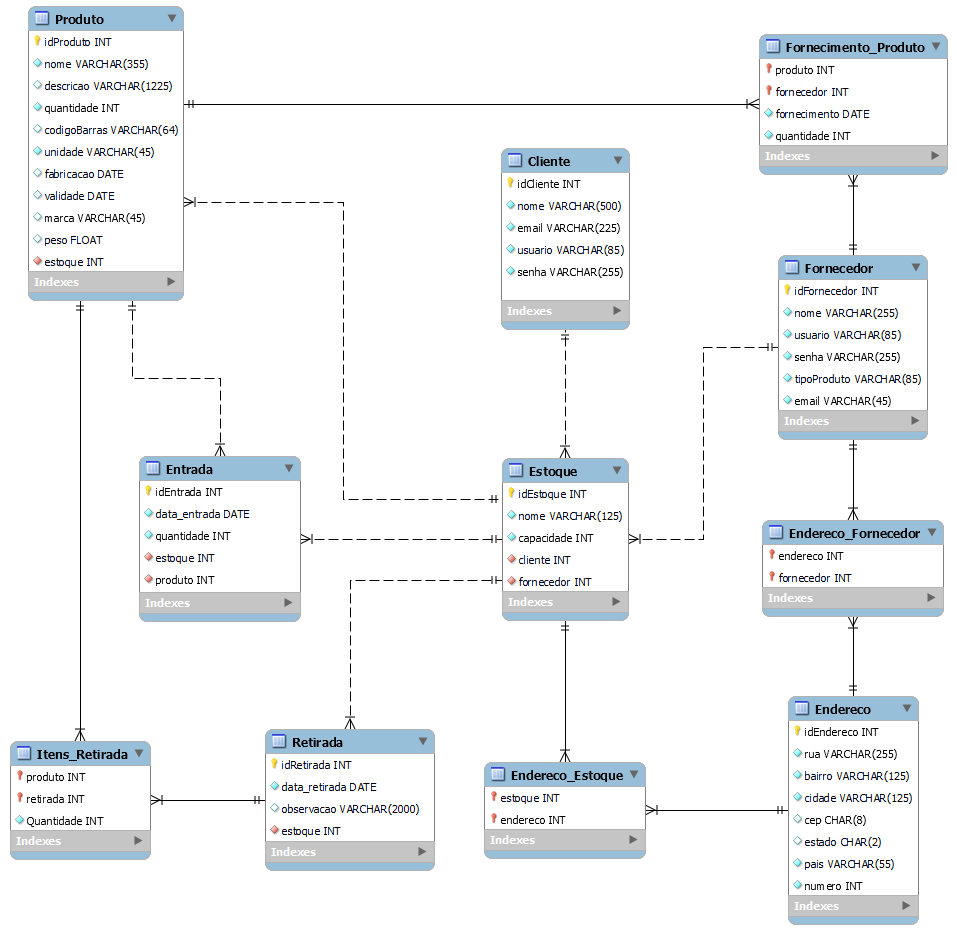 Produto
idProduto INT
nome VARCHAR(355)
descricao VARCHAR(1225)
quantidade INT
codigoBarras VARCHAR(64)
unidade VARCHAR(45)
fabricacao DATE
validade DATE
marca VARCHAR(45)
peso FLOAT
estoque INT
Indexes
Fornecimento_Produto
produto INT
fornecedor INT
fornecimento DATE
quantidade INT
Indexes
Cliente
idCliente INT
nome VARCHAR(500)
email VARCHAR(225)
usuario VARCHAR(85)
senha VARCHAR(255)
Indexes
Fornecedor
idFornecedor INT
nome VARCHAR(255)
usuario VARCHAR(85)
senha VARCHAR(255)
tipoProduto VARCHAR(85)
email VARCHAR(45)
Indexes
Entrada
idEntrada INT
data_entrada DATE
quantidade INT
estoque INT
produto INT
Indexes
Estoque
idEstoque INT
nome VARCHAR(125)
capacidade INT
cliente INT
fornecedor INT
Indexes
Endereco_Fornecedor
endereco INT
fornecedor INT
Indexes
Itens_Retirada
produto INT
retirada INT
Quantidade INT
Indexes
Retirada
idRetirada INT
data_retirada DATE
observacao VARCHAR(2000)
estoque INT
Indexes
Endereco_Estoque
estoque INT
endereco INT
Indexes
Endereco
idEndereco INT
rua VARCHAR(255)
bairro VARCHAR(125)
cidade VARCHAR(125)
cep CHAR(8)
estado CHAR(2)
pais VARCHAR(55)
numero INT
Indexes